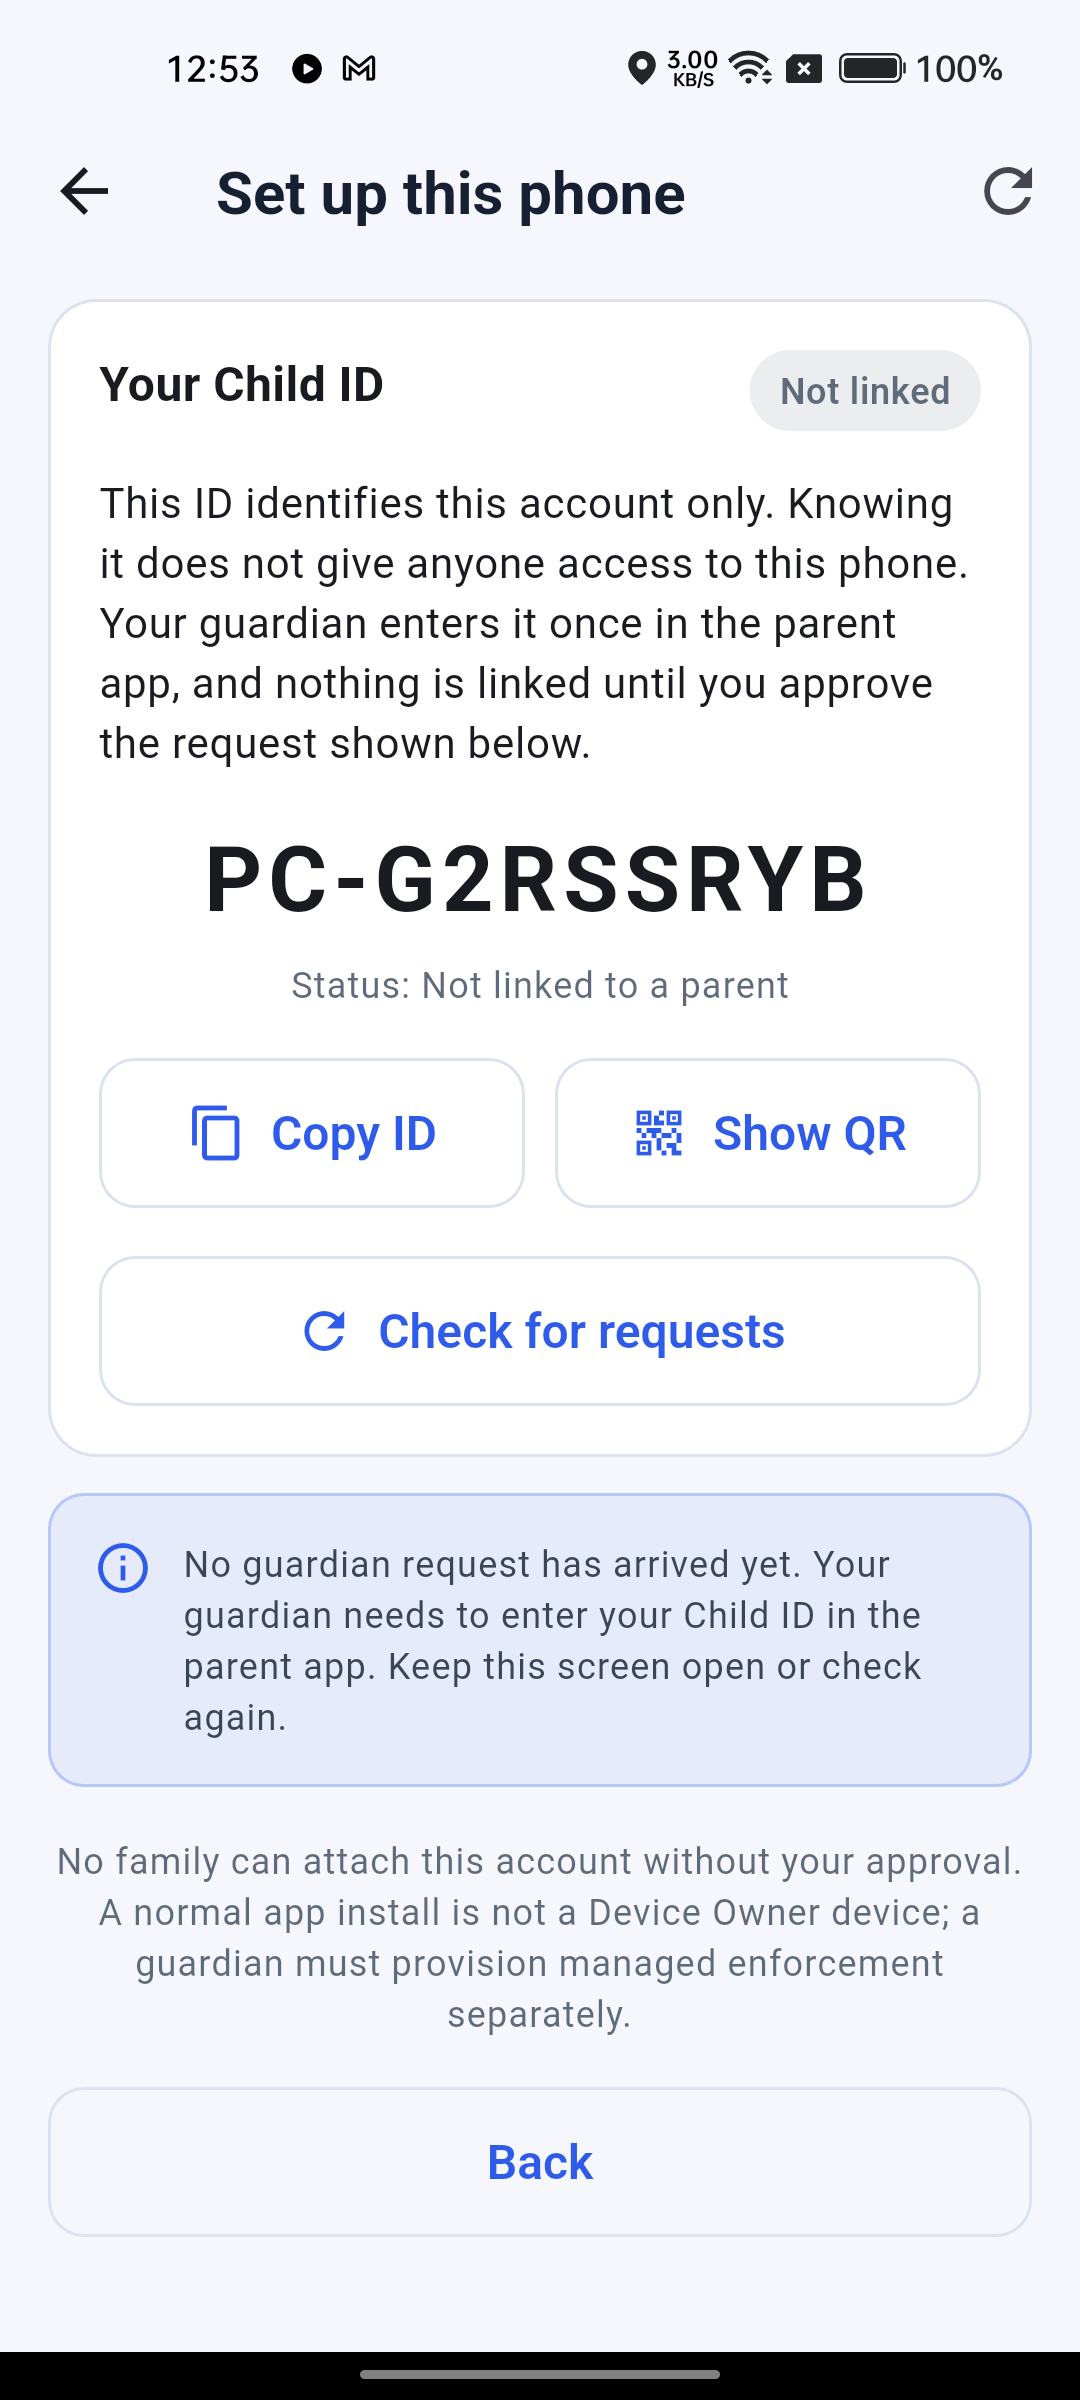 12:53
3.00
KB/S
100%
Set up this phone
Your Child ID
Not linked
This ID identifies this account only. Knowing
it does not give anyone access to this phone.
Your guardian enters it once in the parent
app, and nothing is linked until you approve
the request shown below.
PC-G2RSSRYB
Status: Not linked to a parent
Copy ID
Show QR
Check for requests
No guardian request has arrived yet. Your
guardian needs to enter your Child ID in the
parent app. Keep this screen open or check
again.
No family can attach this account without your approval.
A normal app install is not a Device Owner device; a
guardian must provision managed enforcement
separately.
Back